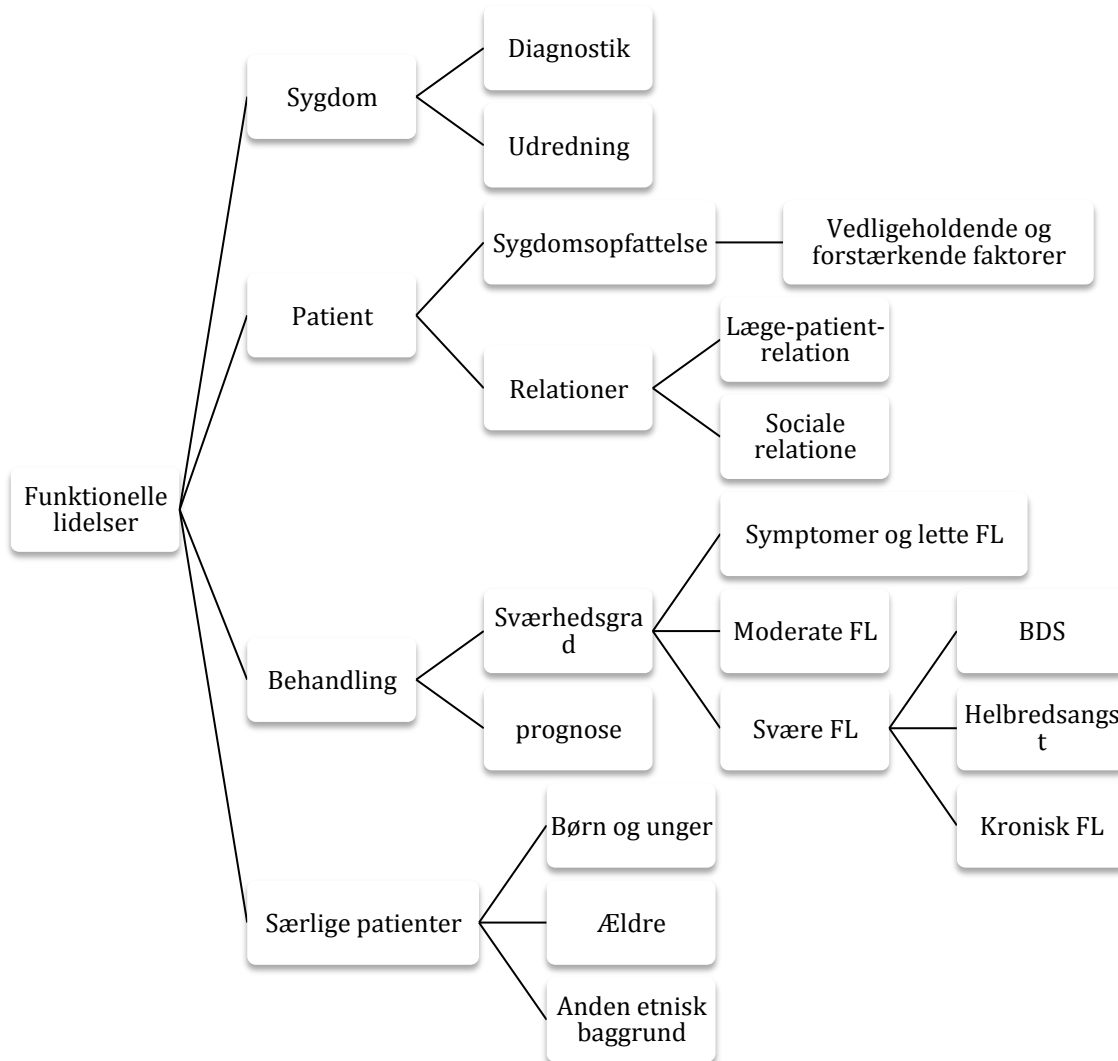 Diagnostik
Sygdom
Udredning
Sygdomsopfattelse
Vedligeholdende og
forstærkende faktorer
Patient
Læge-patient-
relation
Relationer
Sociale
relatione
Funktionelle
lidelser
Symptomer og lette FL
Sværhedsgra
d
Moderate FL
BDS
Behandling
prognose
Svære FL
Helbredsangs
t
Kronisk FL
Børn og unger
Særlige patienter
Ældre
Anden etnisk
baggrund